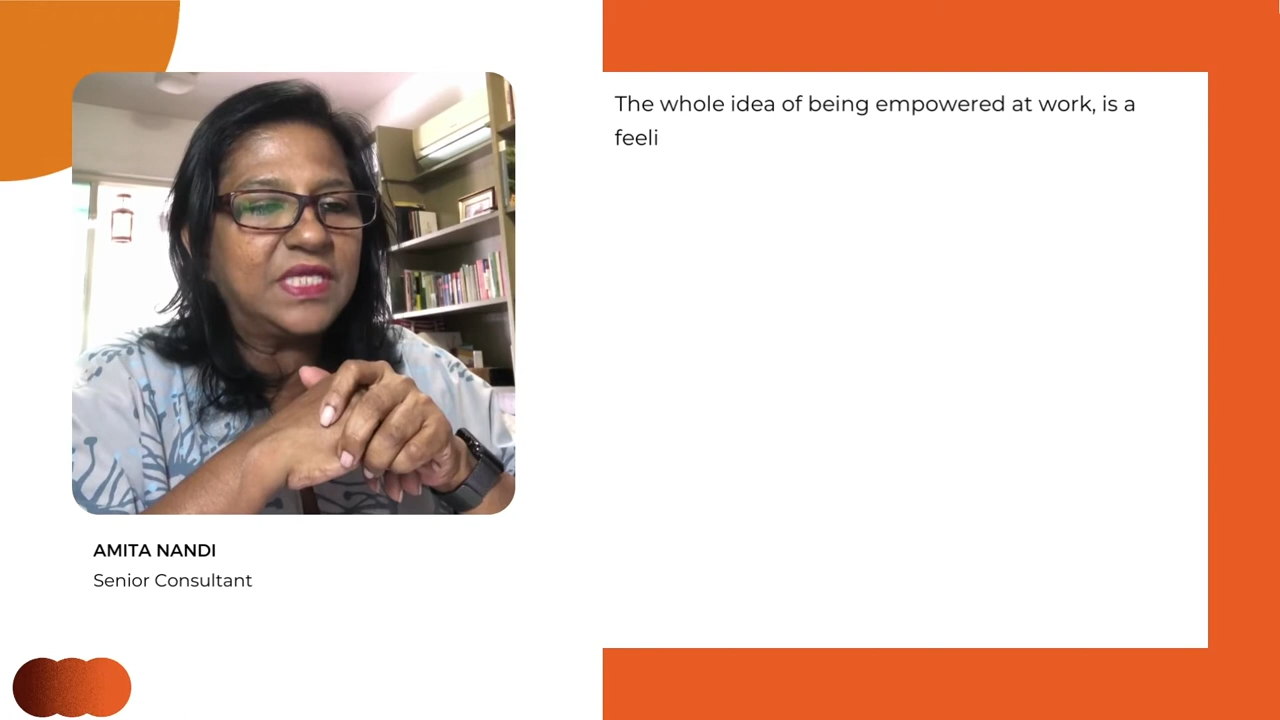 The whole idea of being empowered at work, is a
feeli
AMITA NANDI
Senior Consultant